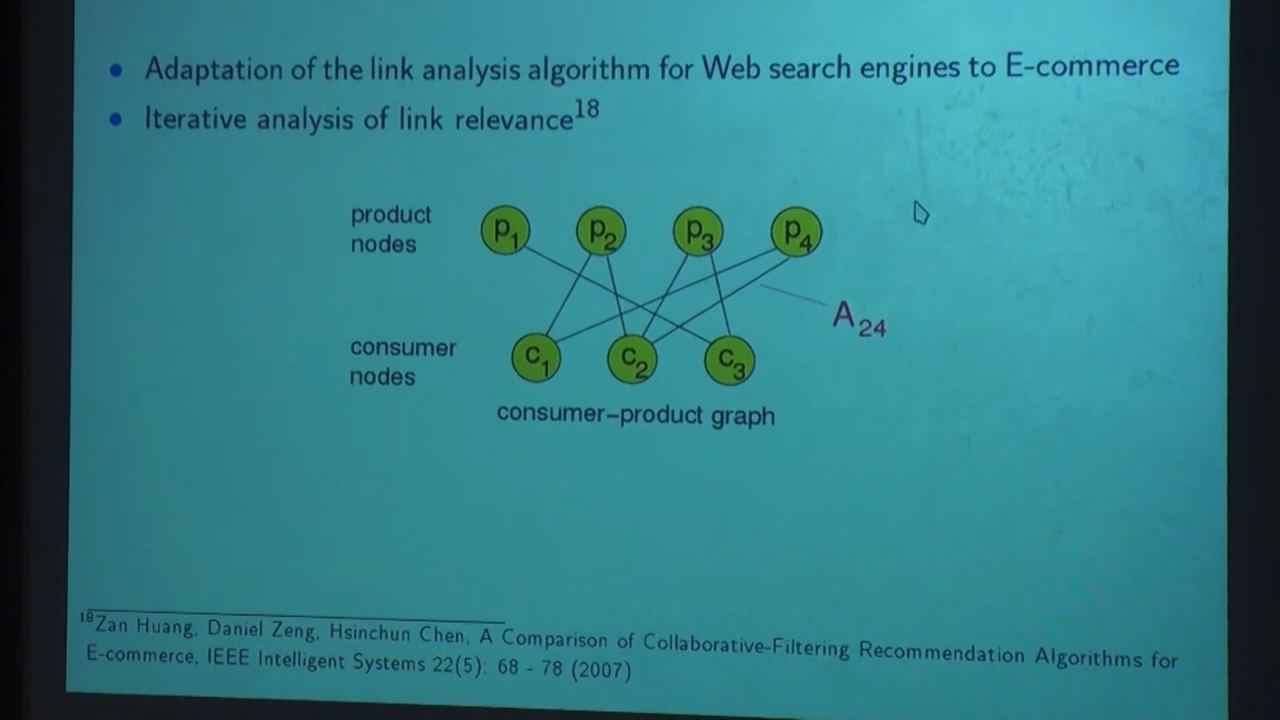 Adaptation of the link analysis algorithm for Web search engines to E-commerce
Iterative analysis of link relevance18
product
nodes
p1 p2 p3 p4
A24
consumer
nodes
c1 c2 c3
consumer-product graph
18Zan Huang, Daniel Zeng, Hsinchun Chen, A Comparison of Collaborative-Filtering Recommendation Algorithms for
E-commerce, IEEE Intelligent Systems 22(5): 68 - 78 (2007)